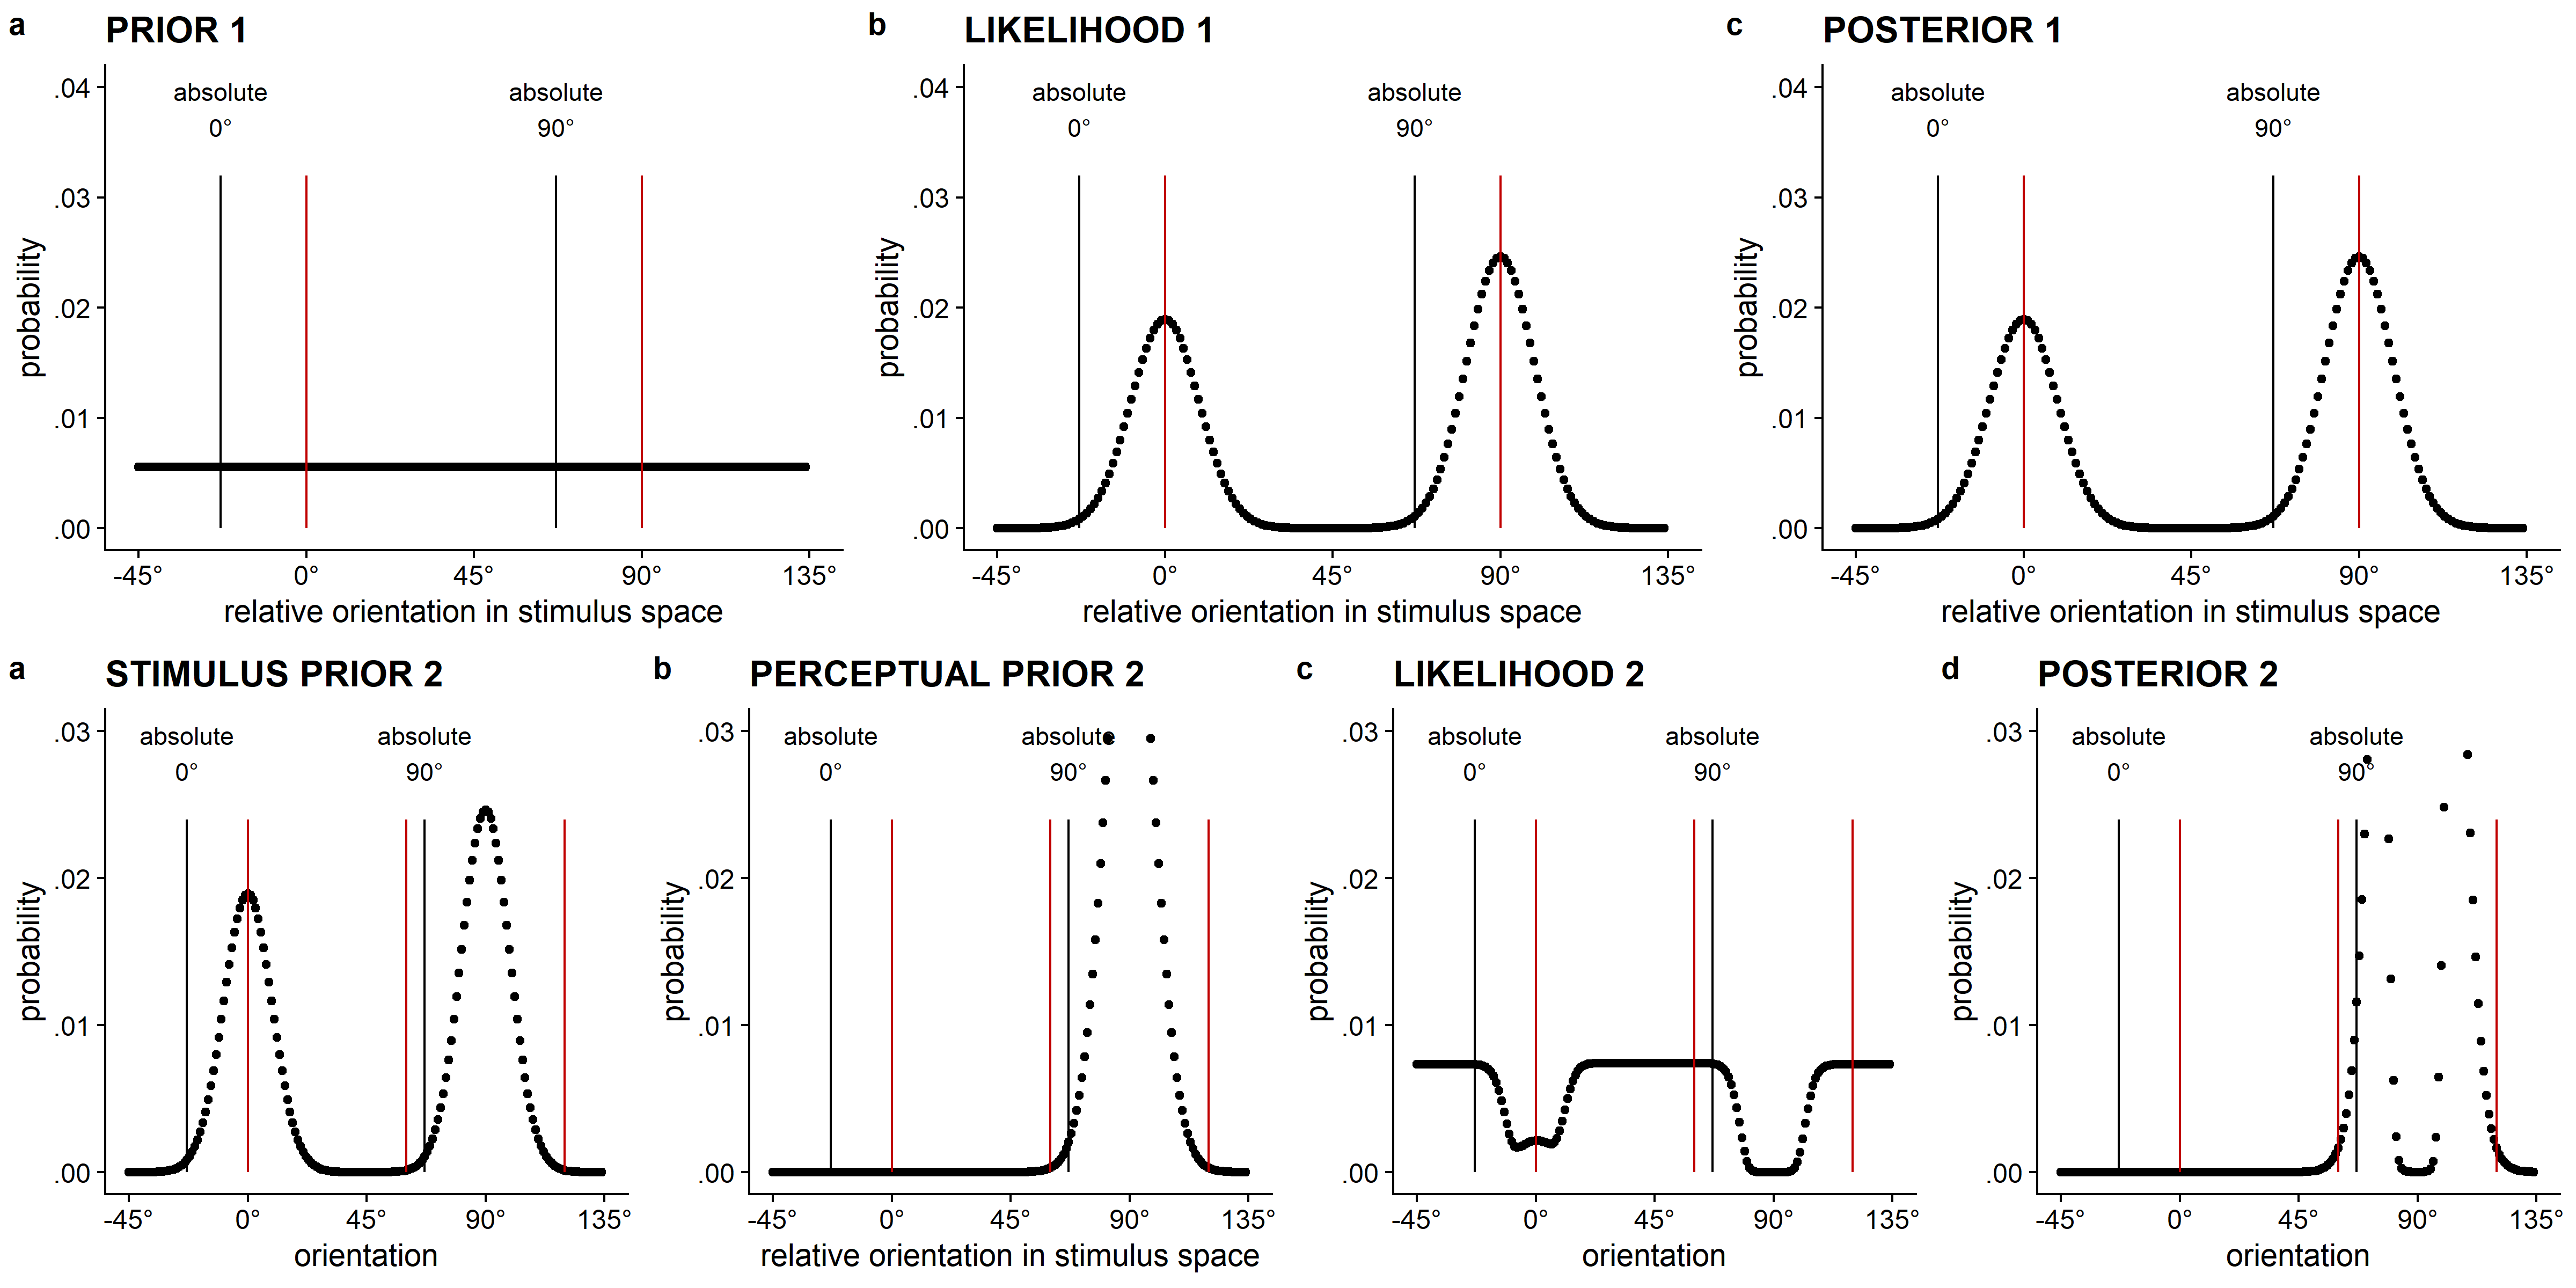 a PRIOR 1
absolute
0°
absolute
90°
probability
.04
.03
.02
.01
.00
-45° 0° 45° 90° 135°
relative orientation in stimulus space
b LIKELIHOOD 1
absolute
0°
absolute
90°
probability
.04
.03
.02
.01
.00
-45° 0° 45° 90° 135°
relative orientation in stimulus space
c POSTERIOR 1
absolute
0°
absolute
90°
probability
.04
.03
.02
.01
.00
-45° 0° 45° 90° 135°
relative orientation in stimulus space
a STIMULUS PRIOR 2
absolute
0°
absolute
90°
probability
.03
.02
.01
.00
-45° 0° 45° 90° 135°
orientation
b PERCEPTUAL PRIOR 2
absolute
0°
absolute
90°
probability
.03
.02
.01
.00
-45° 0° 45° 90° 135°
relative orientation in stimulus space
c LIKELIHOOD 2
absolute
0°
absolute
90°
probability
.03
.02
.01
.00
-45° 0° 45° 90° 135°
orientation
d POSTERIOR 2
absolute
0°
absolute
90°
probability
.03
.02
.01
.00
-45° 0° 45° 90° 135°
orientation